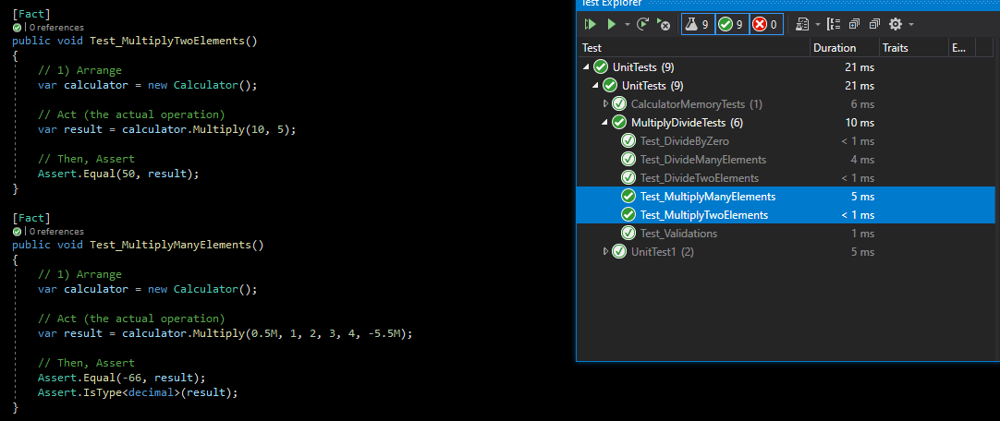 [Fact]
0 references
public void Test_MultiplyTwoElements()
{
// 1) Arrange
var calculator = new Calculator();
// Act (the actual operation)
var result = calculator.Multiply(10, 5);
// Then, Assert
Assert.Equal(50, result);
}
[Fact]
0 references
public void Test_MultiplyManyElements()
{
// 1) Arrange
var calculator = new Calculator();
// Act (the actual operation)
var result = calculator.Multiply(0.5M, 1, 2, 3, 4, -5.5M);
// Then, Assert
Assert.Equal(-66, result);
Assert.IsType<decimal>(result);
}
Test Explorer
9 9 0
Test Duration Traits E...
UnitTests (9) 21 ms
UnitTests (9) 21 ms
CalculatorMemoryTests (1) 6 ms
MultiplyDivideTests (6) 10 ms
Test_DivideByZero < 1 ms
Test_DivideManyElements 4 ms
Test_DivideTwoElements < 1 ms
Test_MultiplyManyElements 5 ms
Test_MultiplyTwoElements < 1 ms
Test_Validations 1 ms
UnitTest1 (2) 5 ms